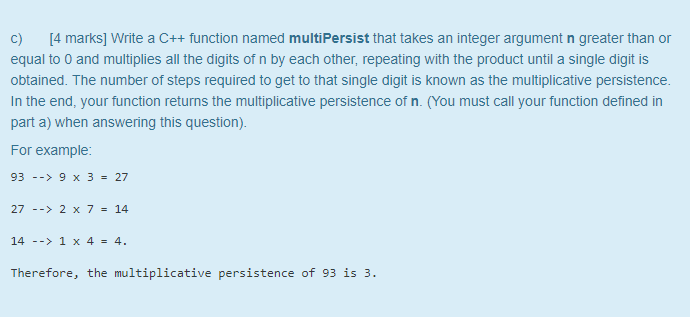 c) [4 marks] Write a C++ function named multiPersist that takes an integer argument n greater than or
equal to 0 and multiplies all the digits of n by each other, repeating with the product until a single digit is
obtained. The number of steps required to get to that single digit is known as the multiplicative persistence.
In the end, your function returns the multiplicative persistence of n. (You must call your function defined in
part a) when answering this question).
For example:
93 --> 9 x 3 = 27
27 --> 2 x 7 = 14
14 --> 1 x 4 = 4.
Therefore, the multiplicative persistence of 93 is 3.